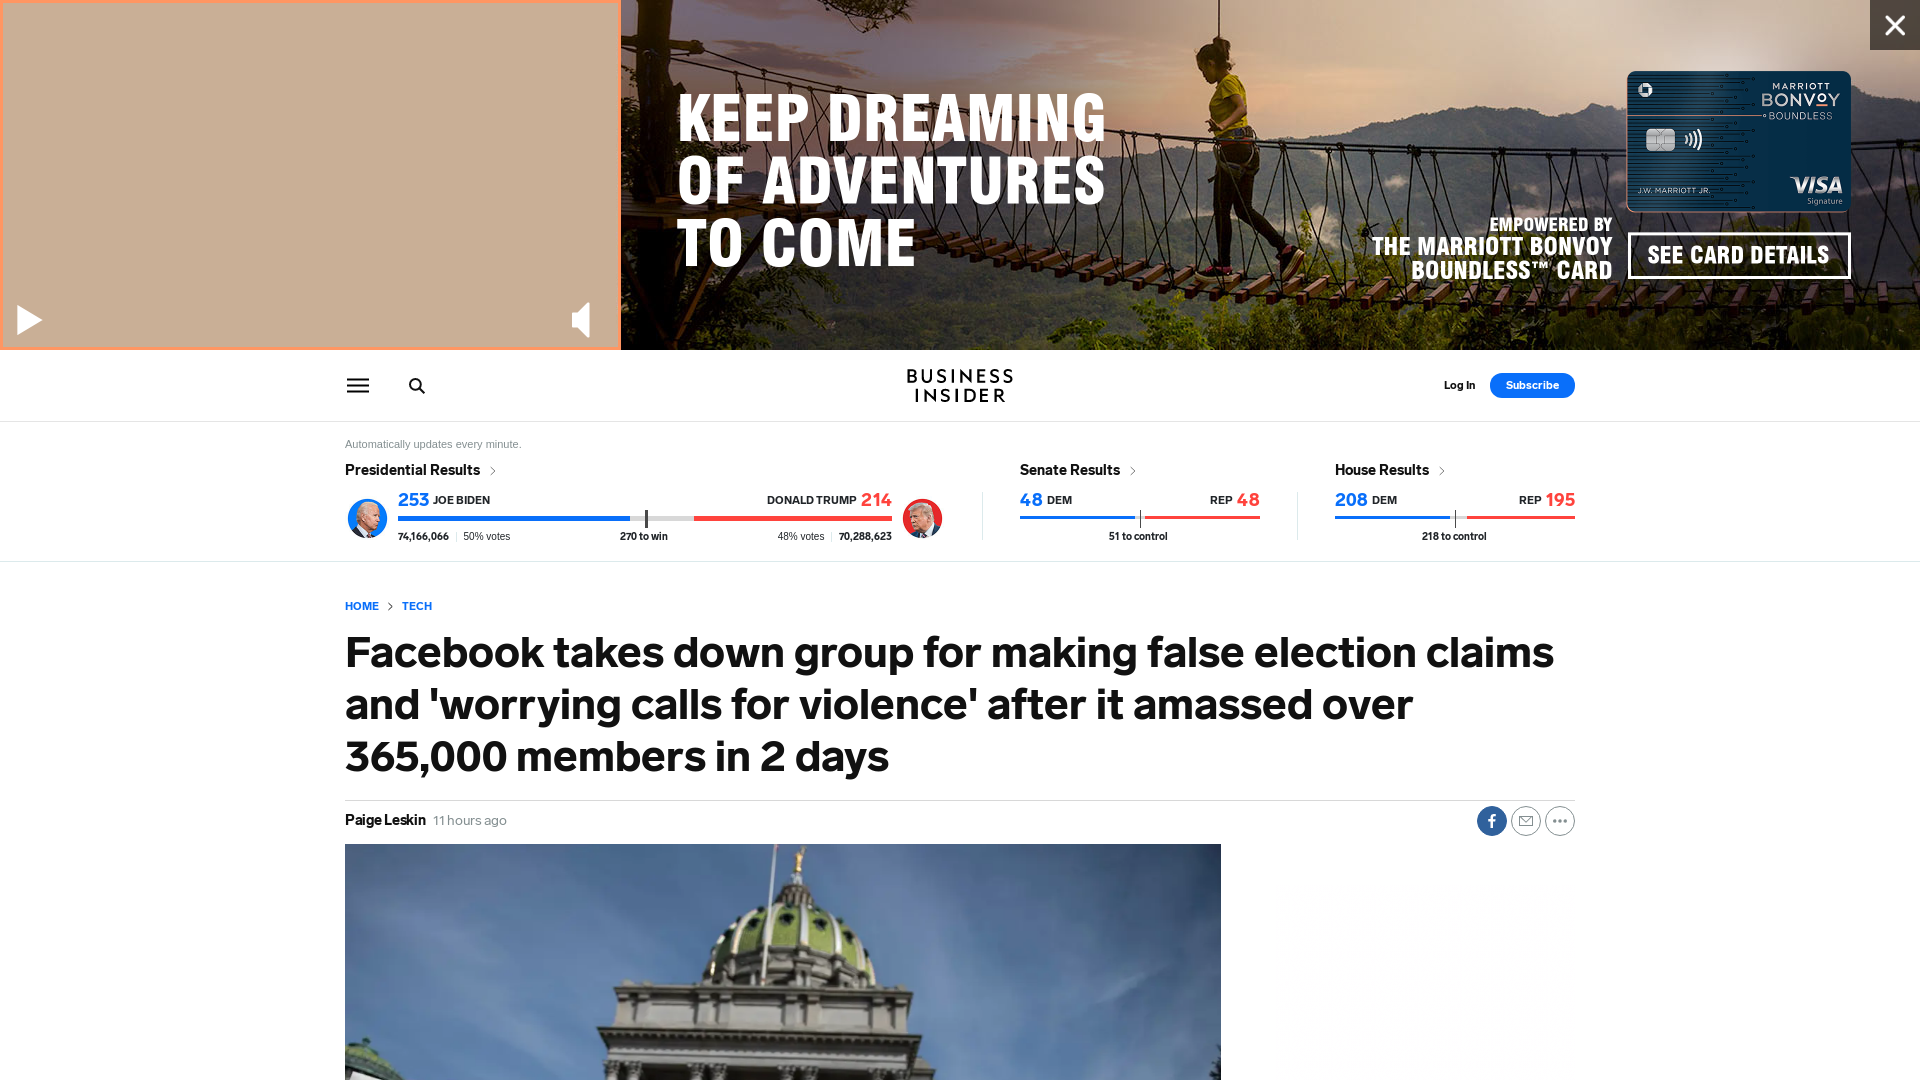 KEEP DREAMING
OF ADVENTURES
TO COME
MARRIOTT
BONVOY
BOUNDLESS
J.W. MARRIOTT JR.
VISA
Signature
EMPOWERED BY
THE MARRIOTT BONVOY
BOUNDLESS™ CARD
SEE CARD DETAILS
BUSINESS
INSIDER
Log In
Subscribe
Automatically updates every minute.
Presidential Results
253 JOE BIDEN
DONALD TRUMP 214
74,166,066 50% votes
270 to win
48% votes 70,288,623
Senate Results
48 DEM
REP 48
51 to control
House Results
208 DEM
REP 195
218 to control
HOME TECH
Facebook takes down group for making false election claims
and 'worrying calls for violence' after it amassed over
365,000 members in 2 days
Paige Leskin 11 hours ago